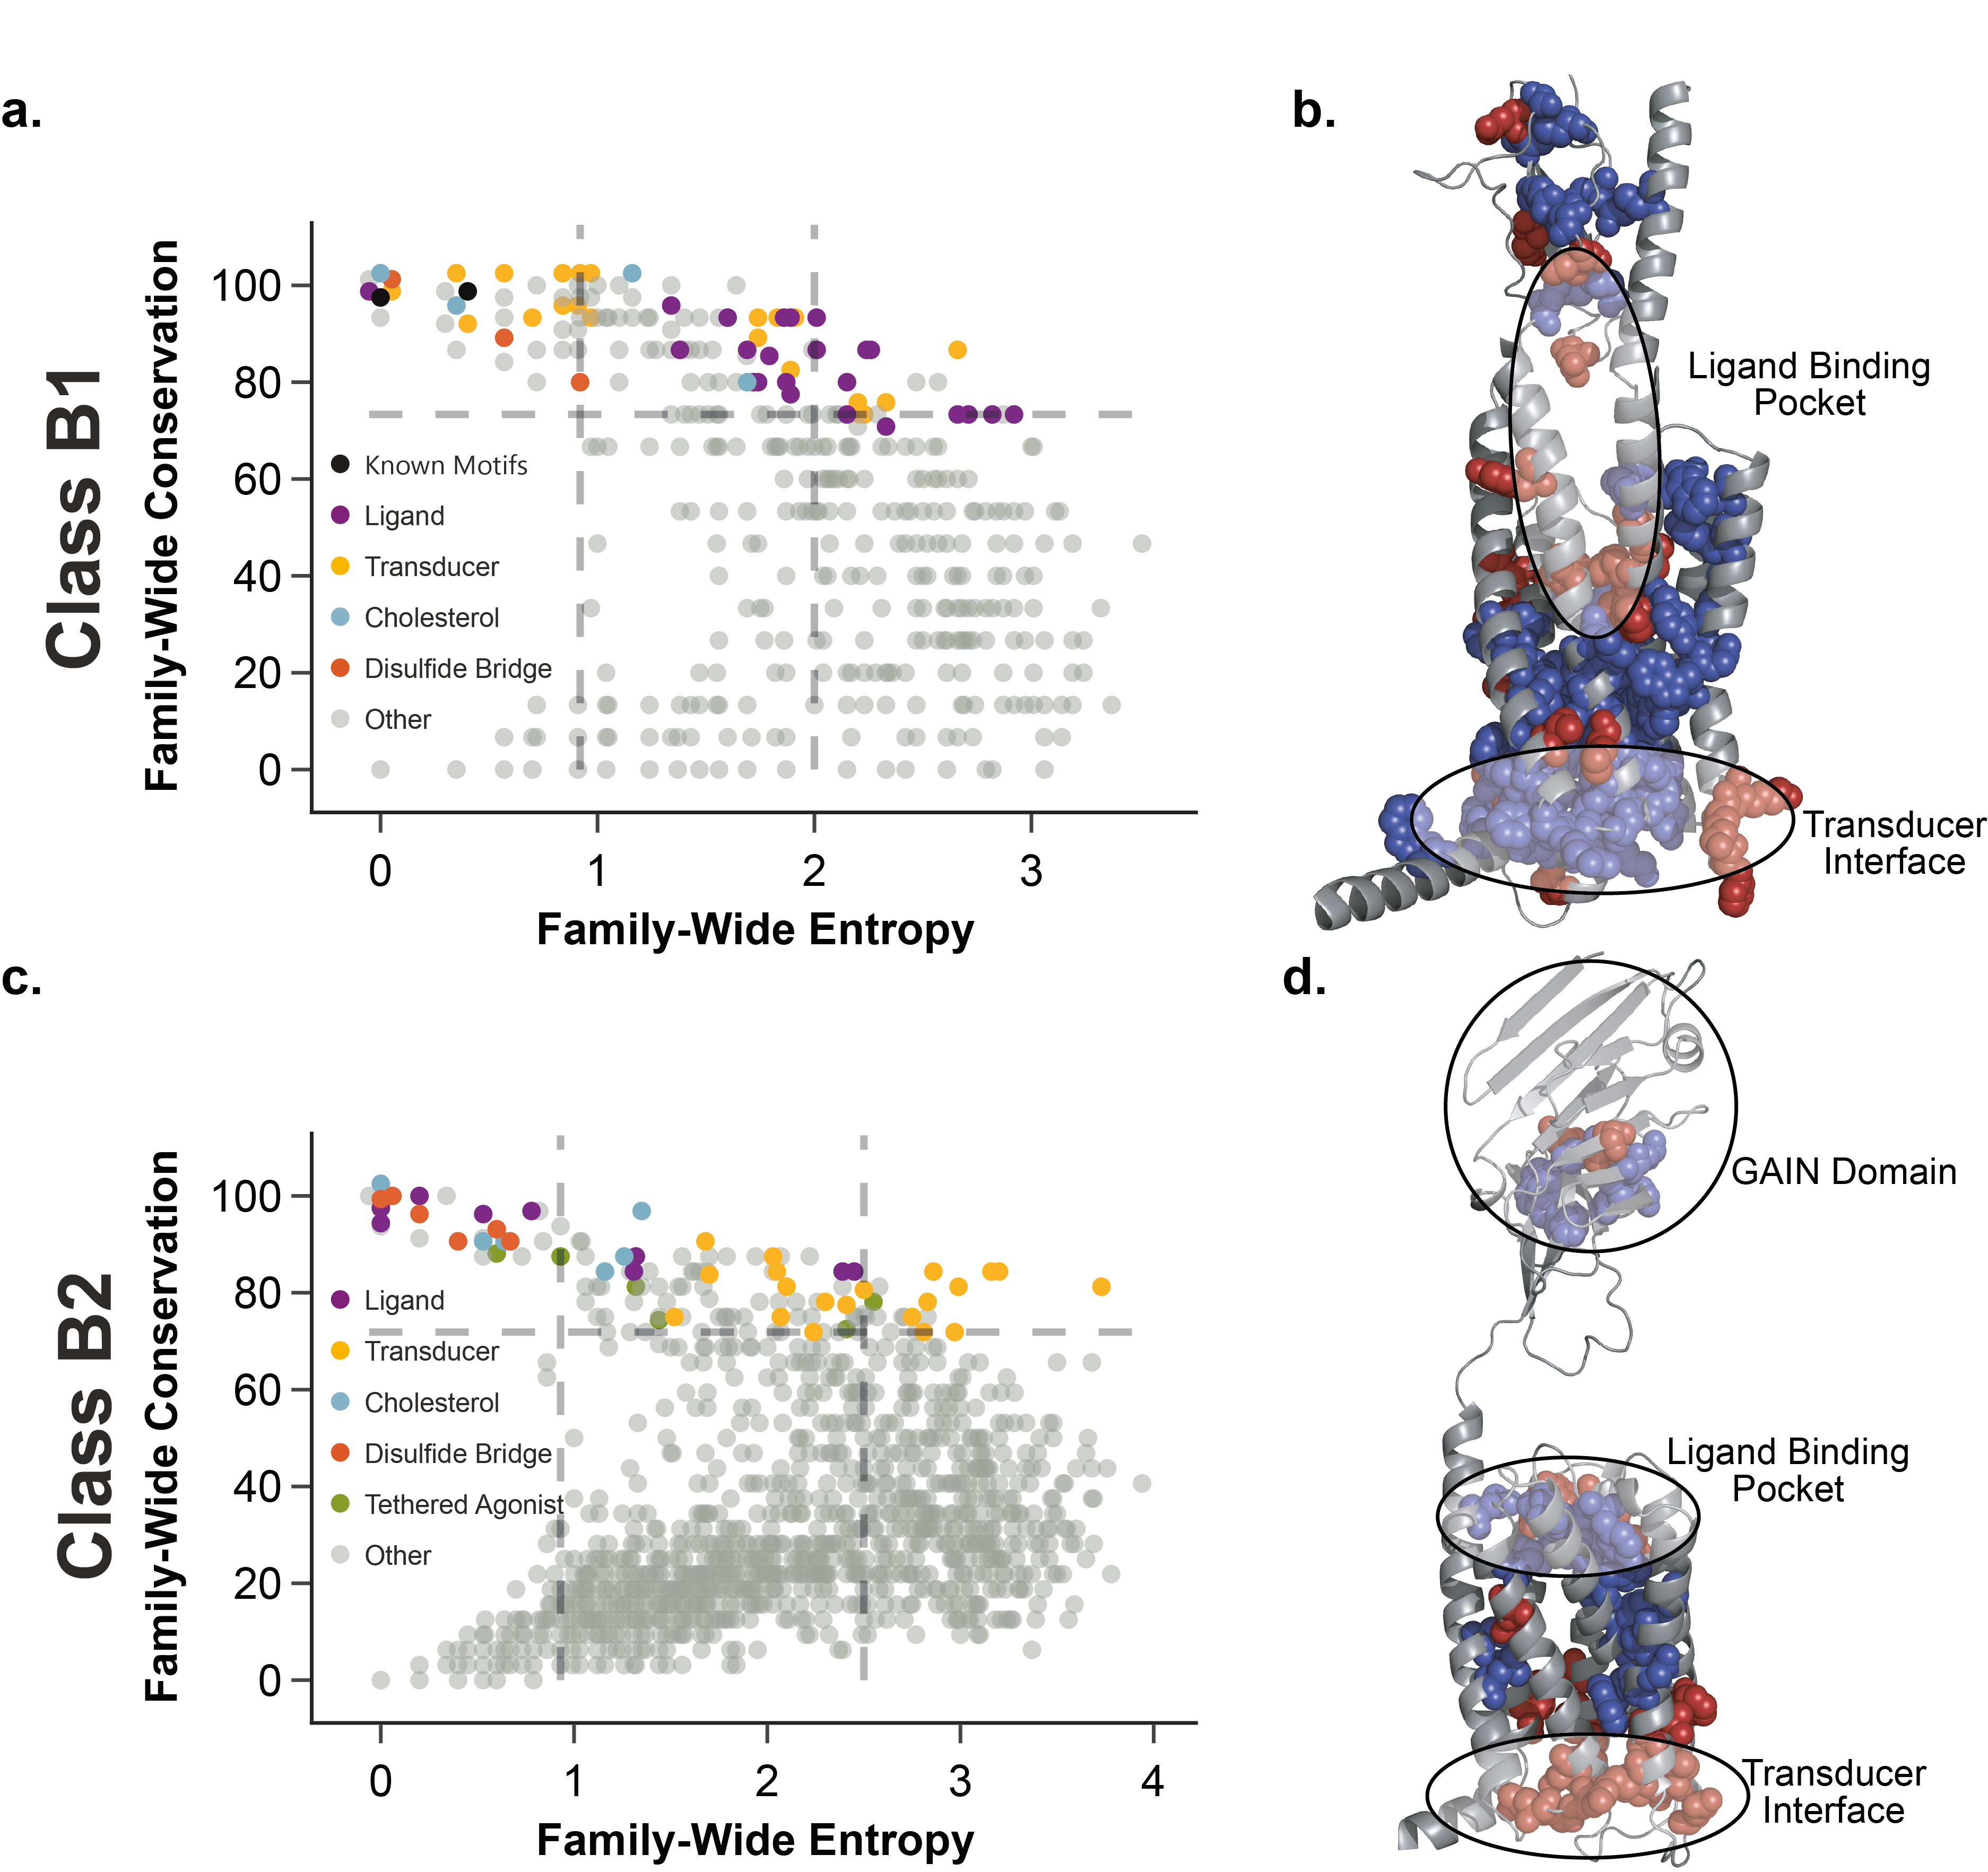 a.
Class B1
Family-Wide Conservation
100
80
60
40
20
0
Known Motifs
Ligand
Transducer
Cholesterol
Disulfide Bridge
Other
0 1 2 3
Family-Wide Entropy
b.
Ligand Binding
Pocket
Transducer
Interface
c.
Class B2
Family-Wide Conservation
100
80
60
40
20
0
Ligand
Transducer
Cholesterol
Disulfide Bridge
Tethered Agonist
Other
0 1 2 3 4
Family-Wide Entropy
d.
GAIN Domain
Ligand Binding
Pocket
Transducer
Interface